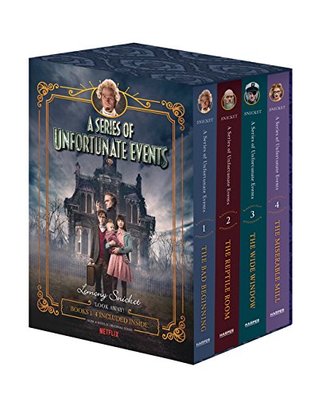 A SERIES OF
UNFORTUNATE EVENTS
Lemony Snicket
LOOK AWAY!
BOOKS 1-4 INCLUDED INSIDE
NETFLIX
SNICKET
A Series of Unfortunate Events
1
THE BAD BEGINNING
HARPER
SNICKET
A Series of Unfortunate Events
2
THE REPTILE ROOM
HARPER
SNICKET
A Series of Unfortunate Events
3
THE WIDE WINDOW
HARPER
SNICKET
A Series of Unfortunate Events
4
THE MISERABLE MILL
HARPER